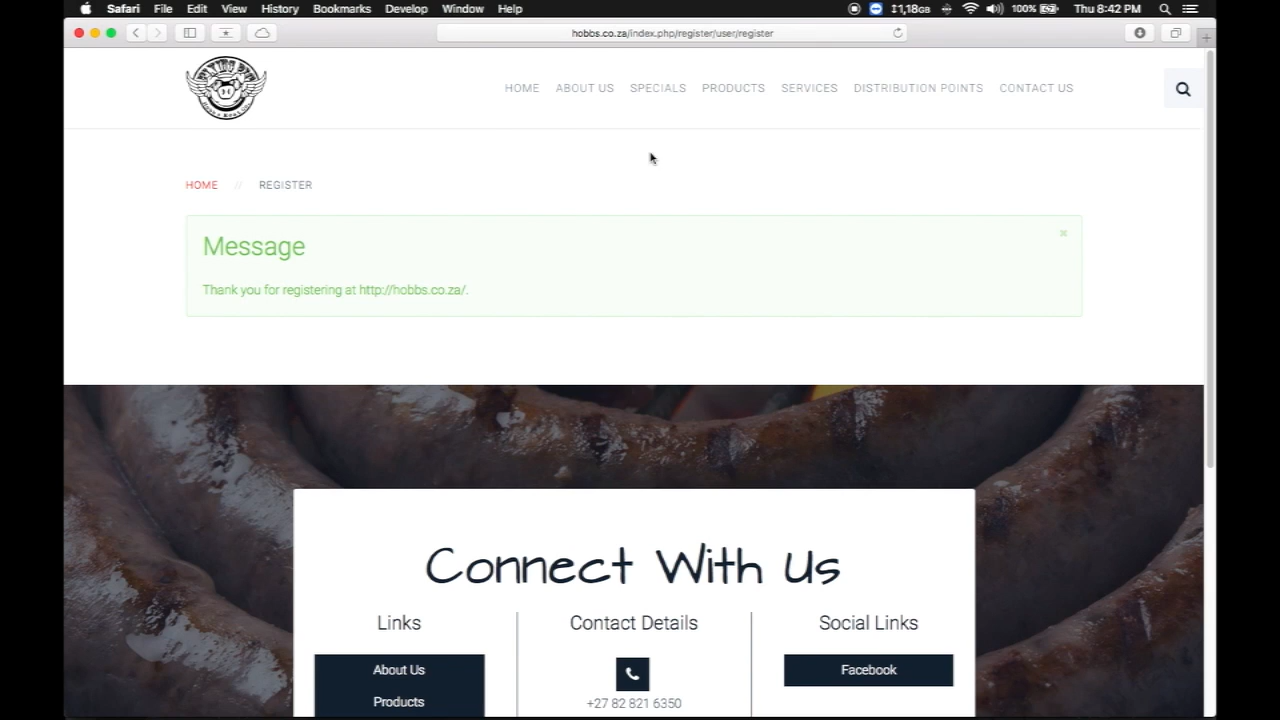 Safari File Edit View History Bookmarks Develop Window Help 1,18GB 100% Thu 8:42 PM
hobbs.co.za/index.php/register/user/register
HOME ABOUT US SPECIALS PRODUCTS SERVICES DISTRIBUTION POINTS CONTACT US
HOME // REGISTER
Message
Thank you for registering at http://hobbs.co.za/.
Connect With Us
Links Contact Details Social Links
About Us Facebook
Products +27 82 821 6350